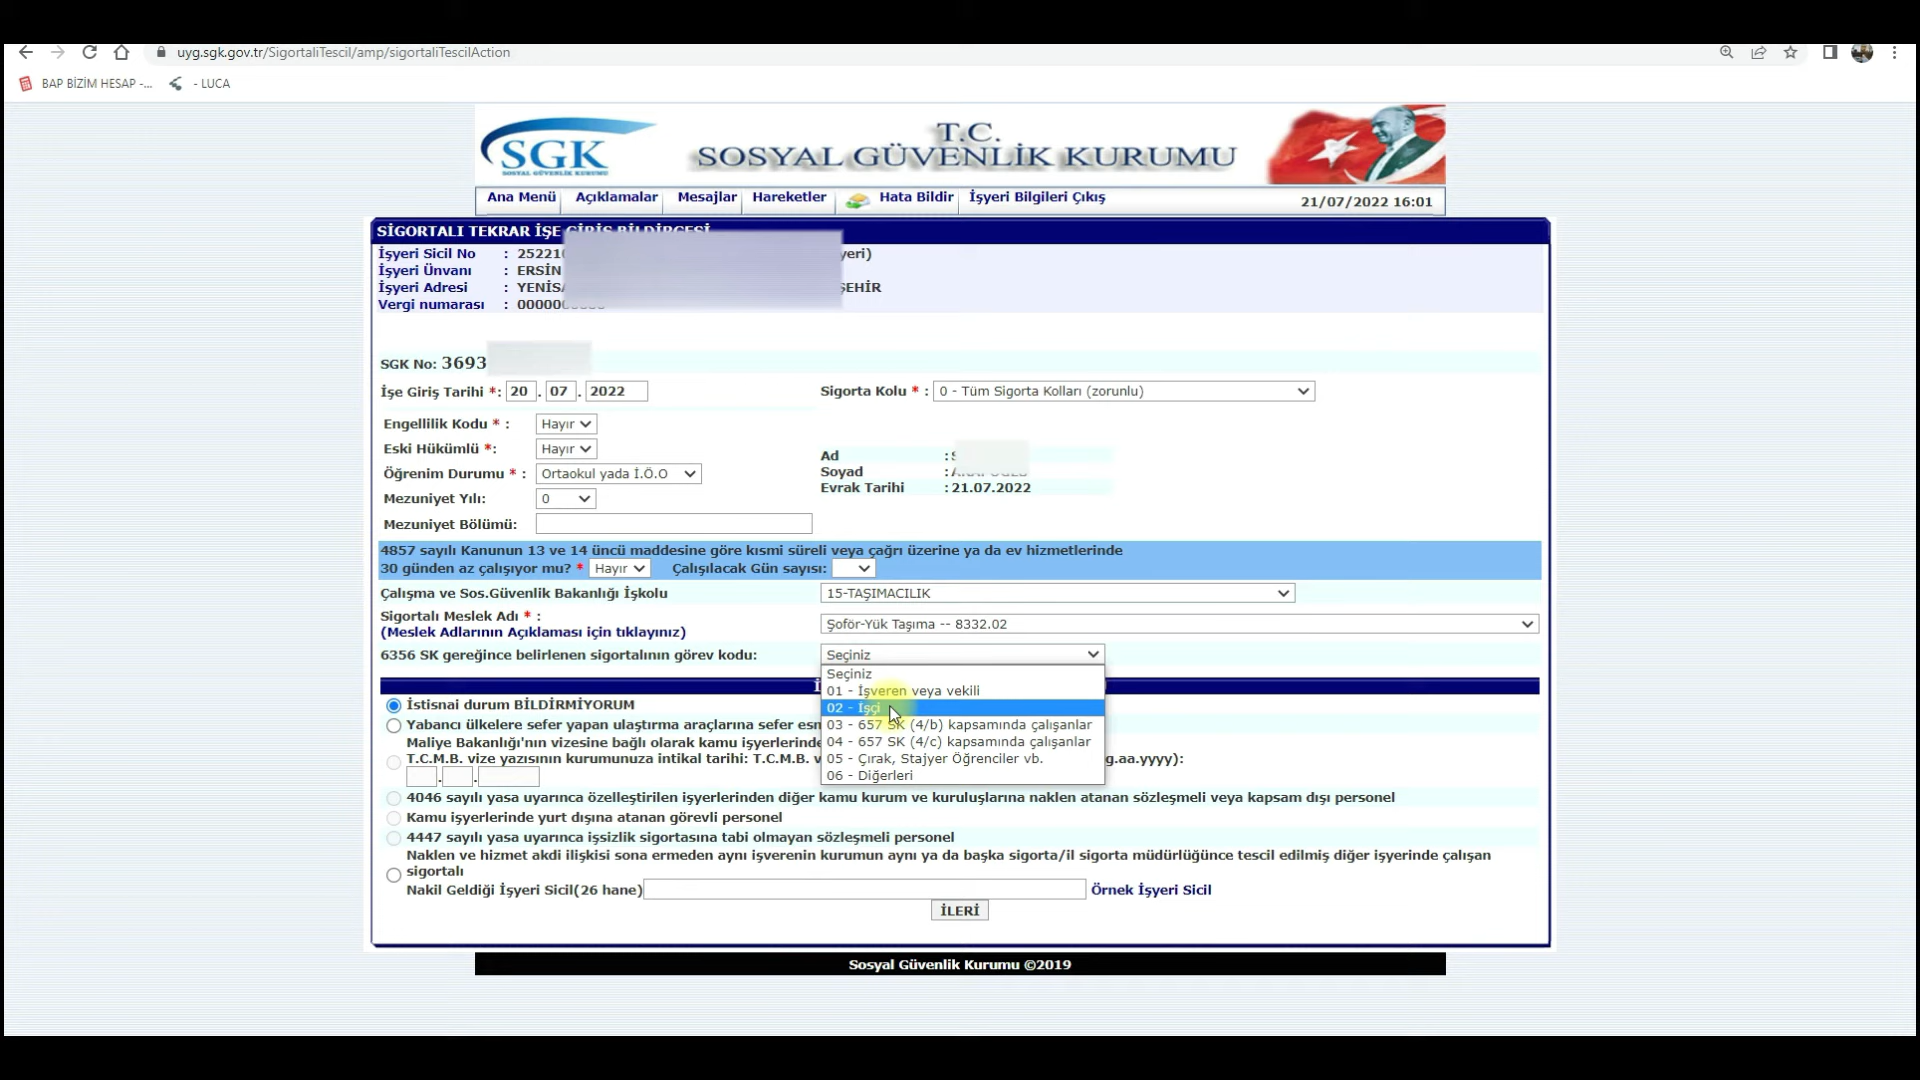 uyg.sgk.gov.tr/SigortaliTescil/amp/sigortaliTescilAction
BAP BİZİM HESAP -... - LUCA
SGK
SOSYAL GÜVENLİK KURUMU
T.C.
SOSYAL GÜVENLİK KURUMU
Ana Menü Açıklamalar Mesajlar Hareketler Hata Bildir İşyeri Bilgileri Çıkış
21/07/2022 16:01
SİGORTALI TEKRAR İŞE GİRİŞ BİLDİRGESİ
İşyeri Sicil No : 25221 yeri)
İşyeri Ünvanı : ERSİN
İşyeri Adresi : YENİS ŞEHİR
Vergi numarası :
SGK No: 3693
İşe Giriş Tarihi *: 20 . 07 . 2022 Sigorta Kolu * : 0 - Tüm Sigorta Kolları (zorunlu)
Engellilik Kodu * : Hayır
Eski Hükümlü *: Hayır
Ad : S
Öğrenim Durumu * : Ortaokul yada İ.Ö.O
Soyad :
Evrak Tarihi : 21.07.2022
Mezuniyet Yılı: 0
Mezuniyet Bölümü:
4857 sayılı Kanunun 13 ve 14 üncü maddesine göre kısmi süreli veya çağrı üzerine ya da ev hizmetlerinde
30 günden az çalışıyor mu? * Hayır Çalışılacak Gün sayısı:
Çalışma ve Sos.Güvenlik Bakanlığı İşkolu 15-TAŞIMACILIK
Sigortalı Meslek Adı * :
(Meslek Adlarının Açıklaması için tıklayınız) Şoför-Yük Taşıma -- 8332.02
6356 SK gereğince belirlenen sigortalının görev kodu: Seçiniz
Seçiniz
01 - İşveren veya vekili
02 - İşçi
03 - 657 SK (4/b) kapsamında çalışanlar
04 - 657 SK (4/c) kapsamında çalışanlar
05 - Çırak, Stajyer Öğrenciler vb.
06 - Diğerleri
İstisnai durum BİLDİRMİYORUM
Yabancı ülkelere sefer yapan ulaştırma araçlarına sefer
Maliye Bakanlığı'nın vizesine bağlı olarak kamu işyerlerinde
T.C.M.B. vize yazısının kurumunuza intikal tarihi: T.C.M.B. g.aa.yyyy):
. .
4046 sayılı yasa uyarınca özelleştirilen işyerlerinden diğer kamu kurum ve kuruluşlarına naklen atanan sözleşmeli veya kapsam dışı personel
Kamu işyerlerinde yurt dışına atanan görevli personel
4447 sayılı yasa uyarınca işsizlik sigortasına tabi olmayan sözleşmeli personel
Naklen ve hizmet akdi ilişkisi sona ermeden aynı işverenin kurumun aynı ya da başka sigorta/il sigorta müdürlüğünce tescil edilmiş diğer işyerinde çalışan
sigortalı
Nakil Geldiği İşyeri Sicil(26 hane) Örnek İşyeri Sicil
İLERİ
Sosyal Güvenlik Kurumu ©2019